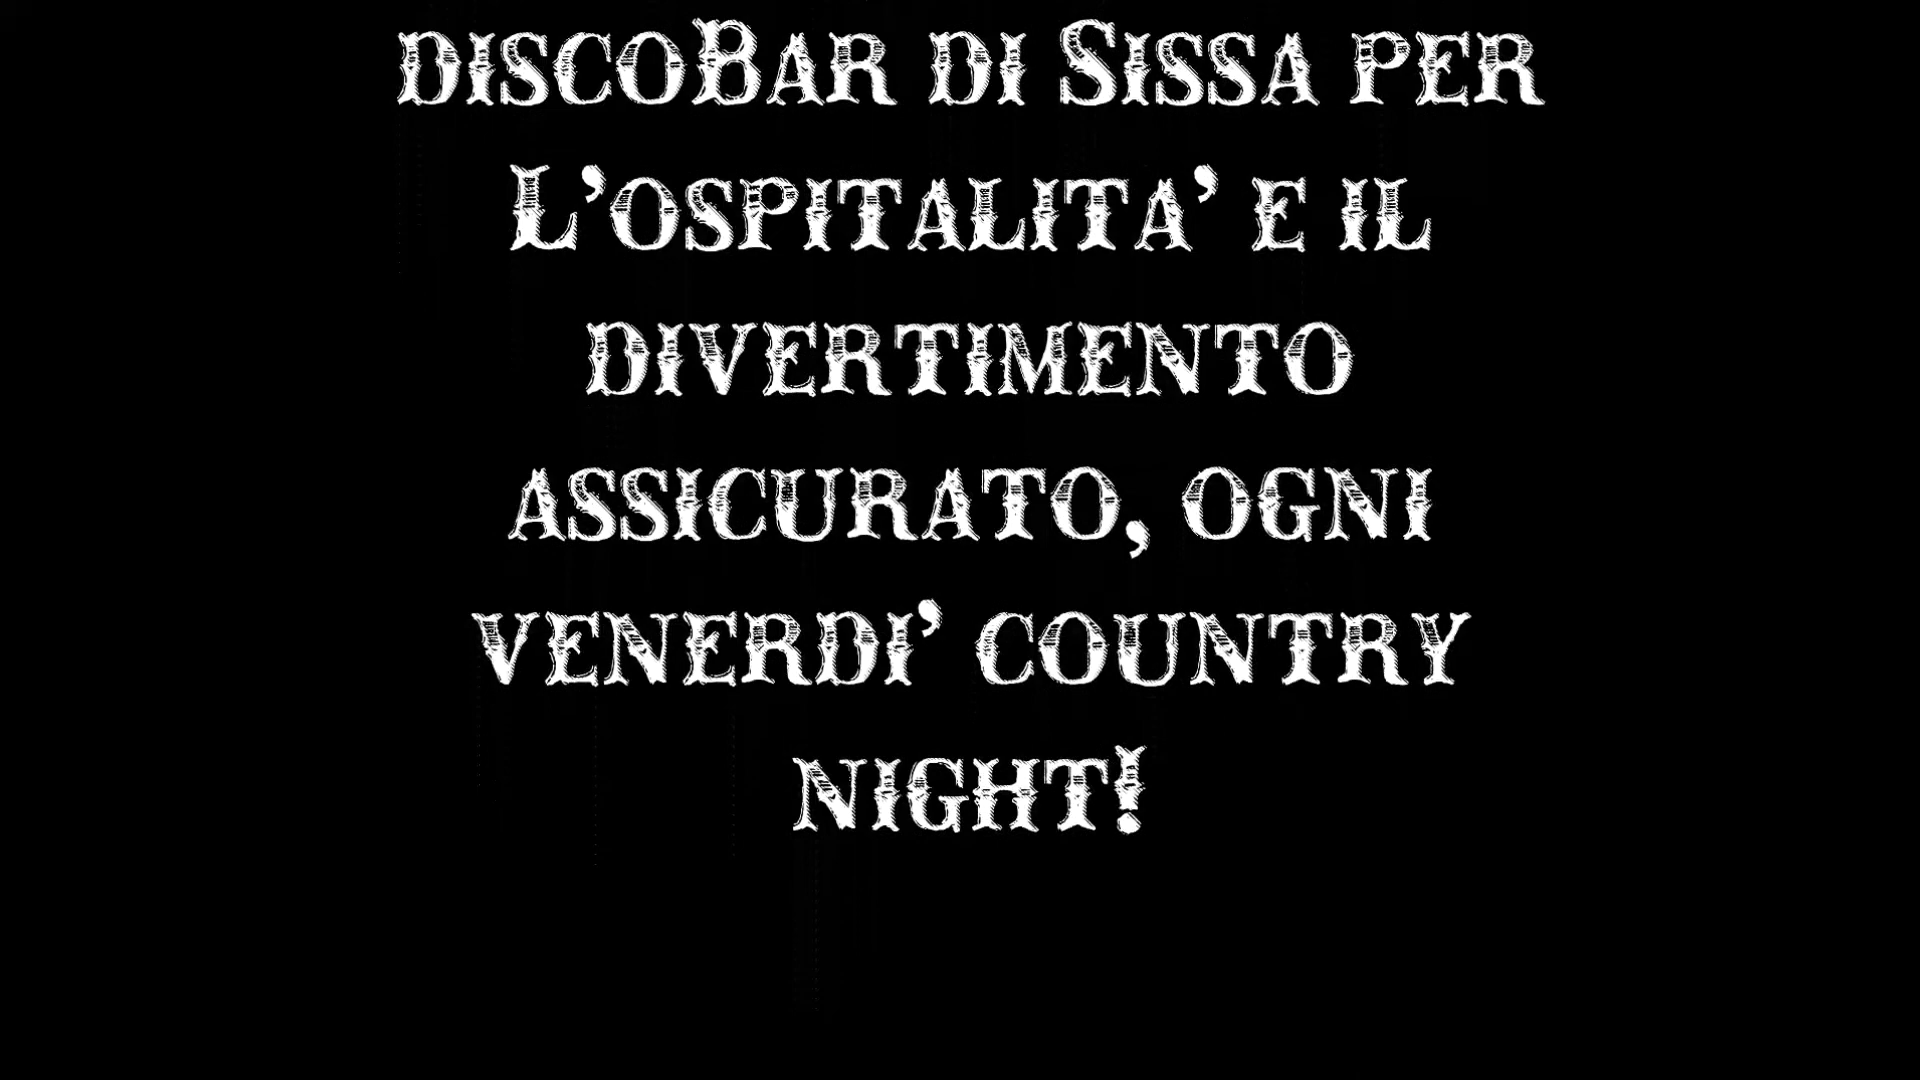 discoBar di Sissa per
L'ospitalita' e il
divertimento
assicurato, ogni
venerdi' country
night!